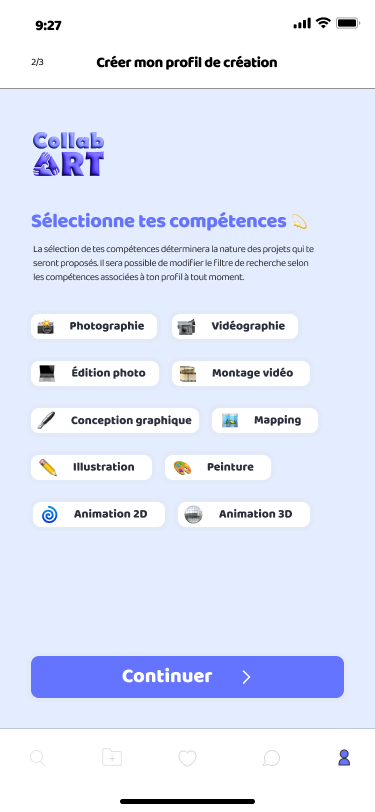 9:27
2/3
Créer mon profil de création
Collab
ART
Sélectionne tes compétences
La sélection de tes compétences déterminera la nature des projets qui te
seront proposés. Il sera possible de modifier le filtre de recherche selon
les compétences associées à ton profil à tout moment.
Photographie
Vidéographie
Édition photo
Montage vidéo
Conception graphique
Mapping
Illustration
Peinture
Animation 2D
Animation 3D
Continuer